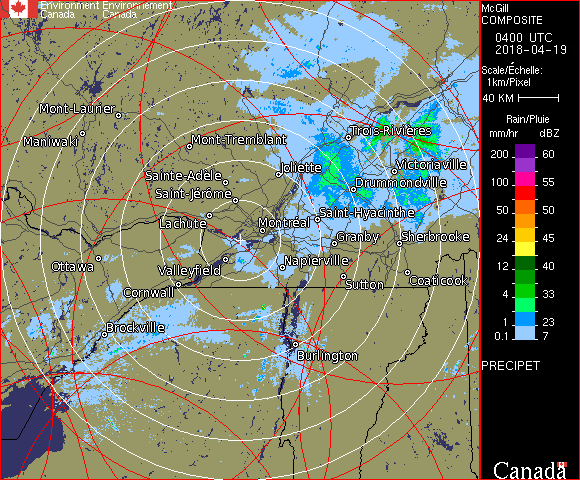 Environment Environnement
Canada Canada
McGill
COMPOSITE
0400 UTC
2018-04-19
Scale/Échelle:
1km/Pixel
40 KM
Rain/Pluie
mm/hr dBZ
200 60
100 55
50 50
24 45
12 40
4 33
1 23
0.1 7
PRECIPET
Canada
Mont-Laurier
Maniwaki
Mont-Tremblant
Trois-Rivières
Sainte-Adèle
Joliette
Victoriaville
Saint-Jérôme
Drummondville
Lachute
Montréal
Saint-Hyacinthe
Granby
Sherbrooke
Ottawa
Valleyfield
Napierville
Cornwall
Sutton
Coaticook
Brockville
Burlington